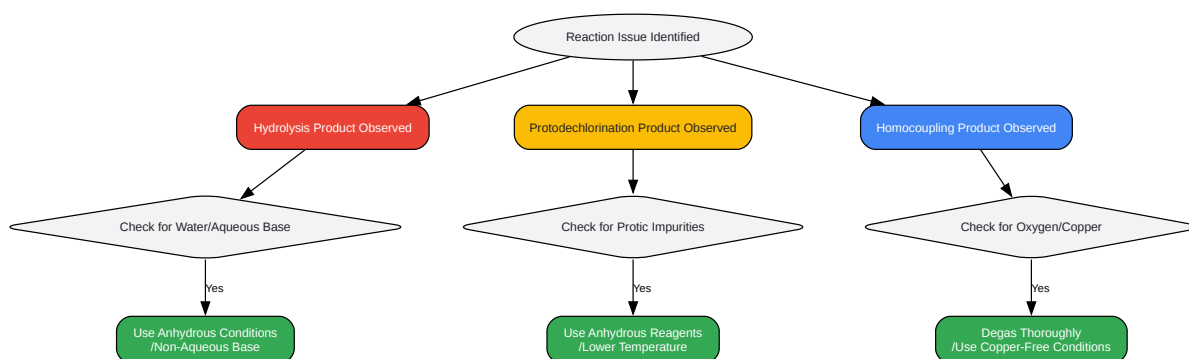 Reaction Issue Identified
Hydrolysis Product Observed
Protodechlorination Product Observed
Homocoupling Product Observed
Check for Water/Aqueous Base
Check for Protic Impurities
Check for Oxygen/Copper
Yes
Yes
Yes
Use Anhydrous Conditions
/Non-Aqueous Base
Use Anhydrous Reagents
/Lower Temperature
Degas Thoroughly
/Use Copper-Free Conditions